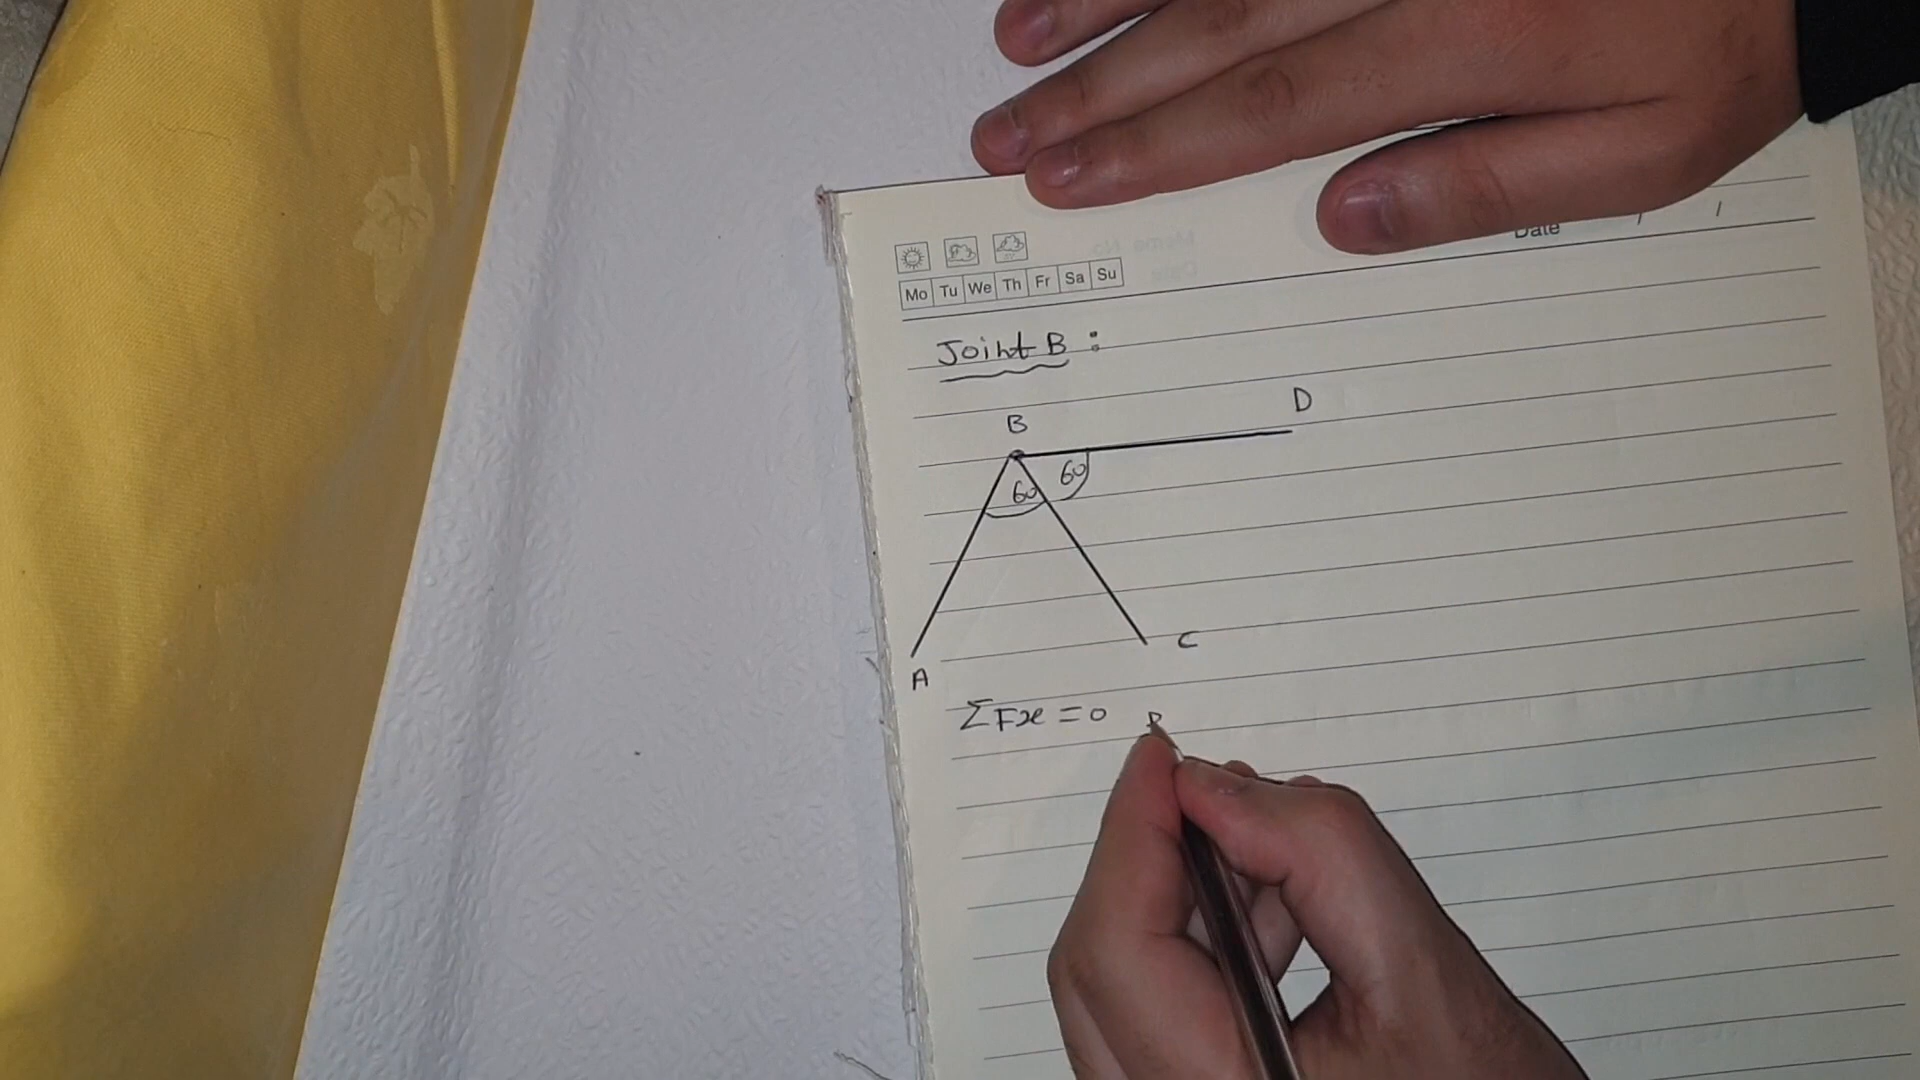 Date / /
Mo Tu We Th Fr Sa Su
Joint B :
B
D
60 60
A
C
ΣFx = 0